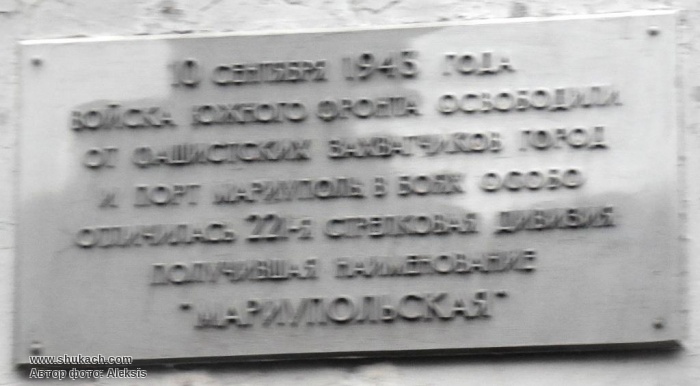 10 СЕНТЯБРЯ 1943 ГОДА
ВОЙСКА ЮЖНОГО ФРОНТА ОСВОБОДИЛИ
ОТ ФАШИСТСКИХ ЗАХВАТЧИКОВ ГОРОД
И ПОРТ МАРИУПОЛЬ В БОЯХ ОСОБО
ОТЛИЧИЛАСЬ 221-Я СТРЕЛКОВАЯ ДИВИЗИЯ
ПОЛУЧИВШАЯ НАИМЕНОВАНИЕ
"МАРИУПОЛЬСКАЯ"
www.shukach.com
Автор фото: Aleksis